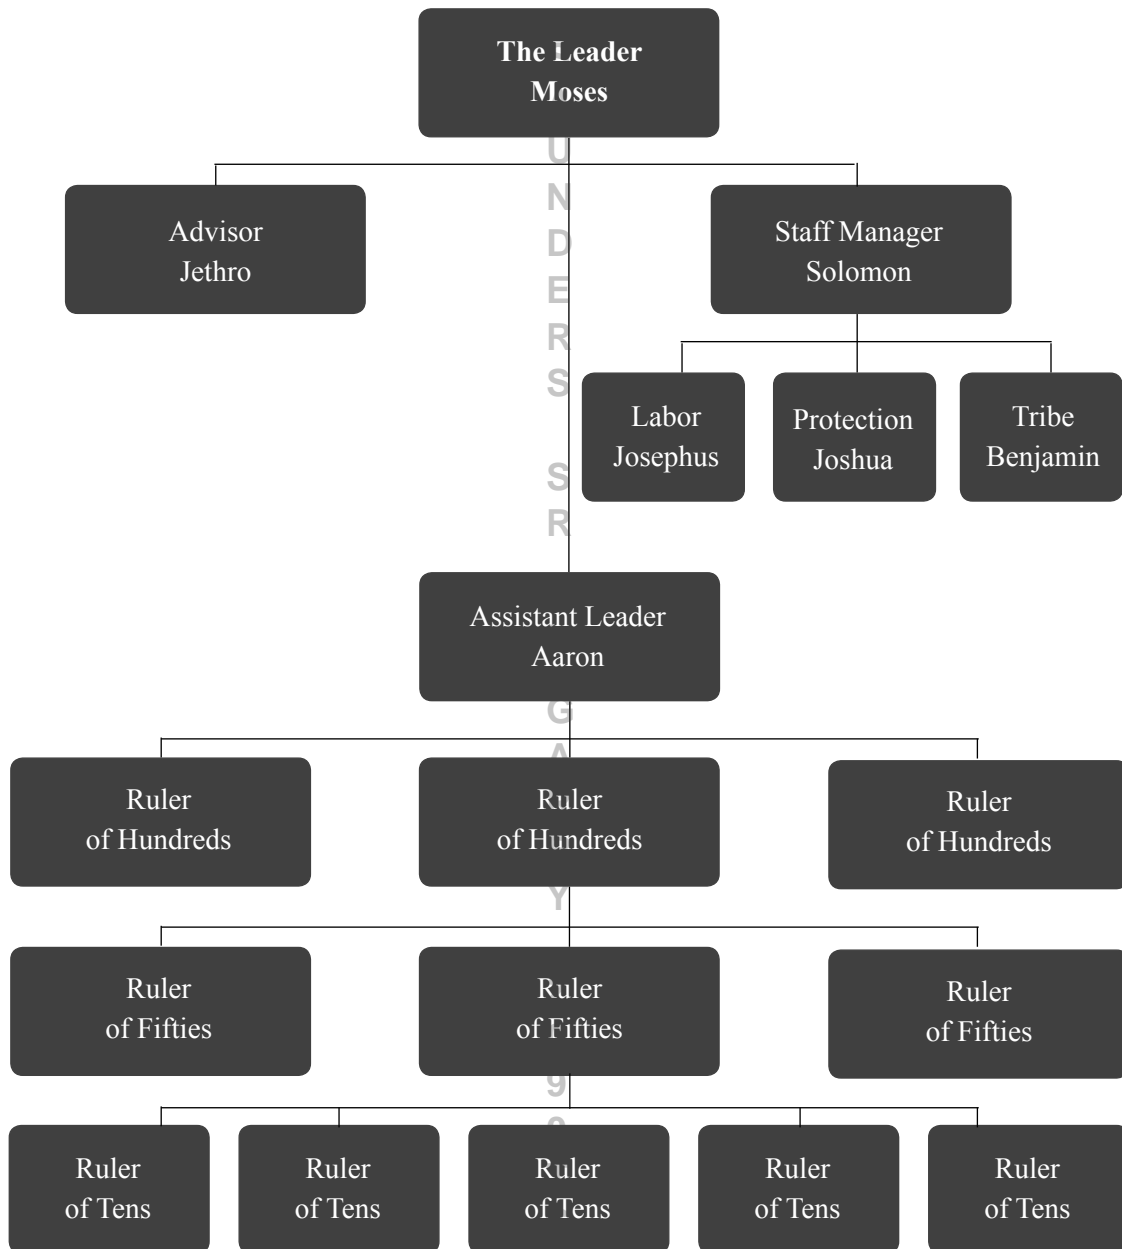 The Leader
Moses
Advisor
Jethro
Staff Manager
Solomon
Labor
Josephus
Protection
Joshua
Tribe
Benjamin
Assistant Leader
Aaron
Ruler
of Hundreds
Ruler
of Hundreds
Ruler
of Hundreds
Ruler
of Fifties
Ruler
of Fifties
Ruler
of Fifties
Ruler
of Tens
Ruler
of Tens
Ruler
of Tens
Ruler
of Tens
Ruler
of Tens
U
N
D
E
R
S
S
R
G
A
Y
9